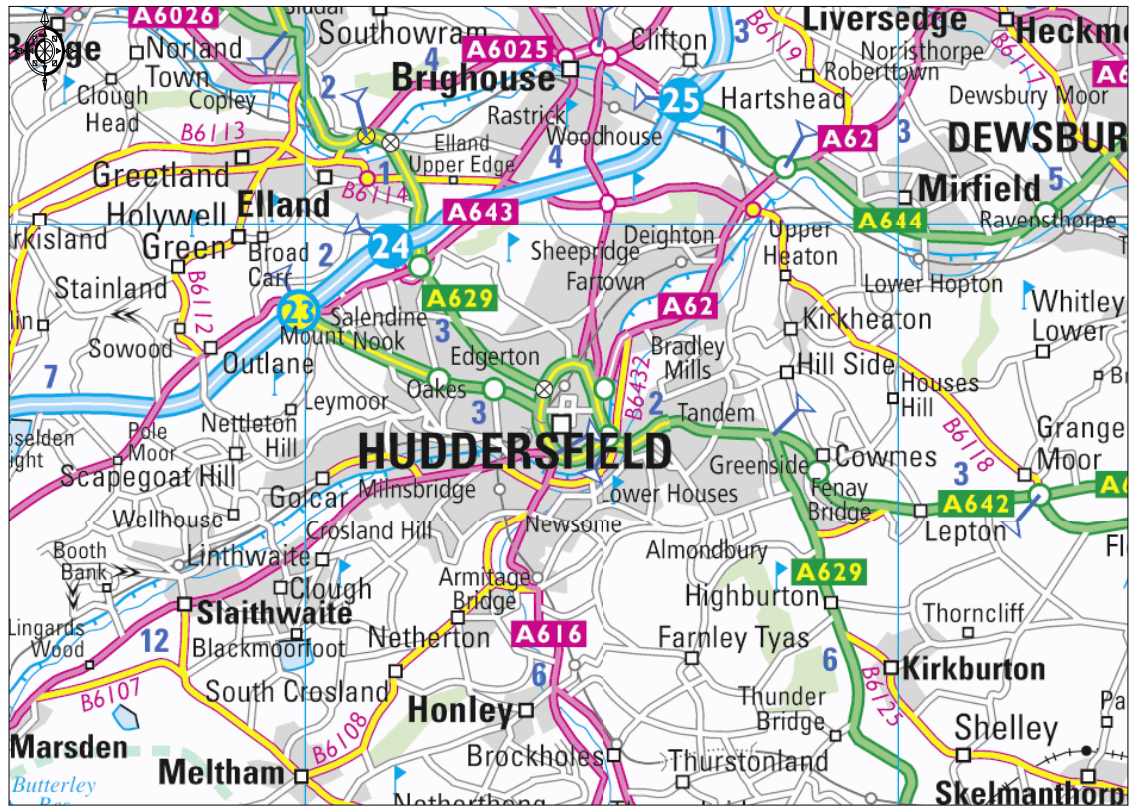 A6026
Southowram
A6025
Clifton
3
B6119
Liversedge
Heckm
Norristhorpe
B6117
Norland
Town
4
Brighouse
Roberttown
Clough
Head
Copley
2
25
Hartshead
Dewsbury Moor
Rastrick
Woodhouse
B6113
Elland
Upper Edge
4
1
A62
3
DEWSBUR
Greetland
1
B6114
Mirfield
5
Holywell
Green
Elland
A643
A644
Ravensthorpe
rkisland
24
Deighton
Upper
Heaton
Broad
Carr
2
Sheepridge
Fartown
Stainland
B6112
A629
A62
Lower Hopton
Whitley
Lower
23
Salendine
Nook
Mount
3
Kirkheaton
Sowood
Outlane
Edgerton
Bradley
Mills
Hill Side
7
Oakes
B6432
Houses
Hill
Leymoor
3
2
Tandem
Nettleton
Hill
B6118
Pole
Moor
HUDDERSFIELD
Grange
Moor
Scapegoat Hill
Greenside
Cowmes
3
Golcar
Milnsbridge
Lower Houses
Fenay
Bridge
A642
Wellhouse
Crosland Hill
Newsome
Lepton
Booth
Bank
Linthwaite
Almondbury
Clough
Armitage
Bridge
A629
Slaithwaite
Highburton
Thorncliff
Lingards
Wood
12
Blackmoorfoot
Netherton
A616
Farnley Tyas
6
6
Kirkburton
B6107
South Crosland
B6125
B6108
Honley
Thunder
Bridge
Shelley
Marsden
Meltham
Brockholes
Thurstonland
Skelmanthorp
Butterley
Netherthong